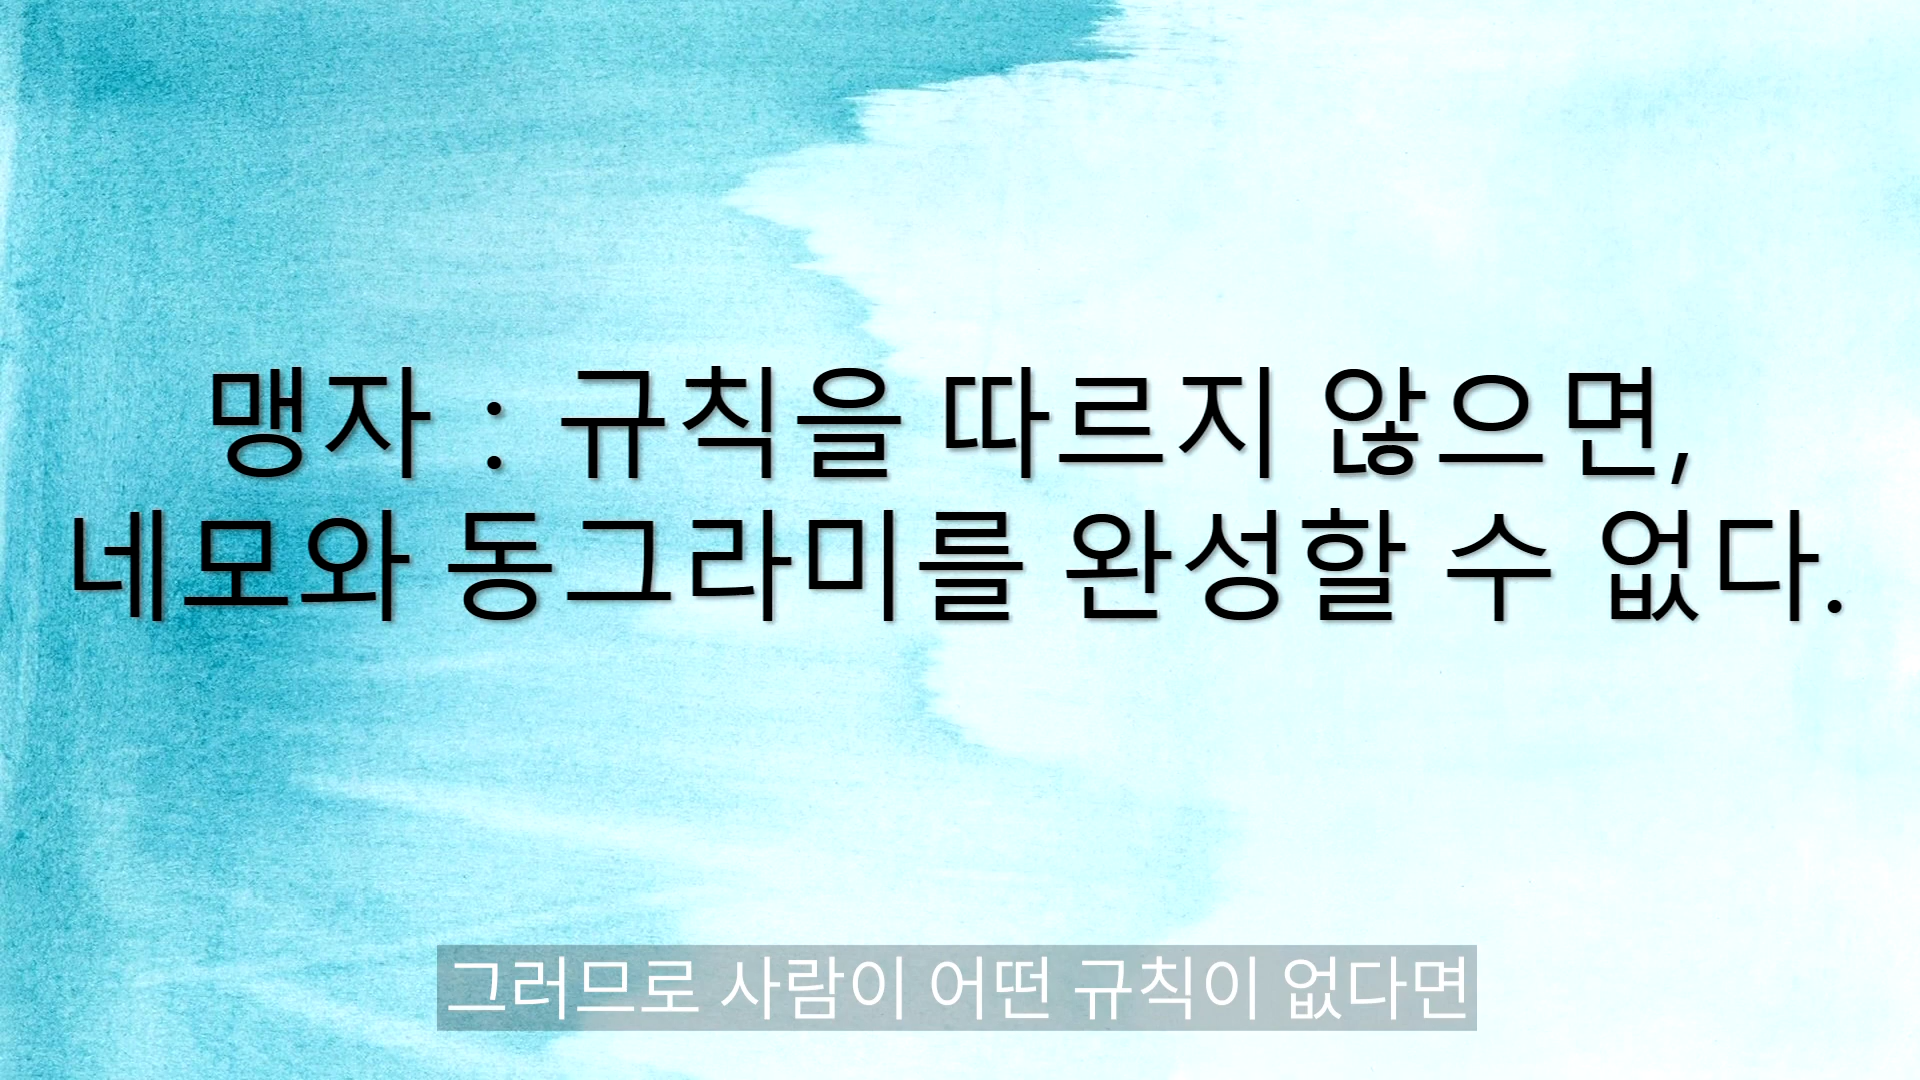 맹자 : 규칙을 따르지 않으면,
네모와 동그라미를 완성할 수 없다.
그러므로 사람이 어떤 규칙이 없다면